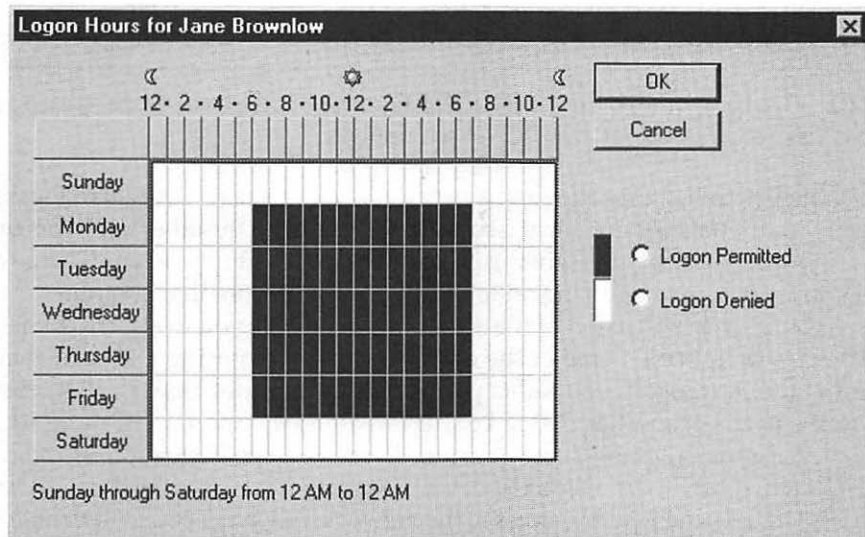 Logon Hours for Jane Brownlow
12 · 2 · 4 · 6 · 8 · 10 · 12 · 2 · 4 · 6 · 8 · 10 · 12
OK
Cancel
Sunday
Monday
Tuesday
Wednesday
Thursday
Friday
Saturday
Logon Permitted
Logon Denied
Sunday through Saturday from 12 AM to 12 AM